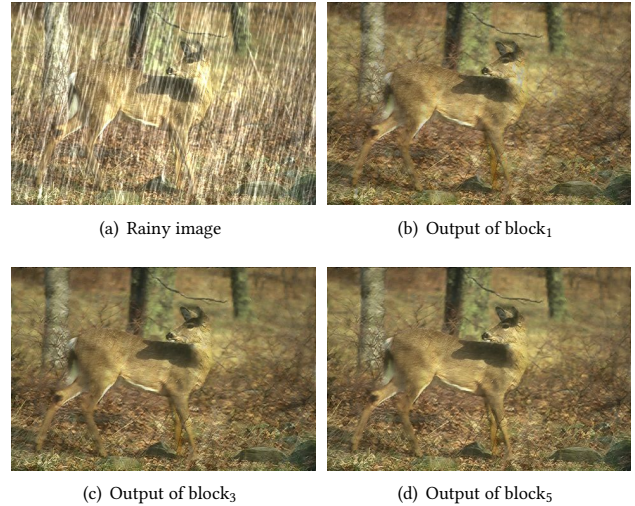 (a) Rainy image
(b) Output of block₁
(c) Output of block₃
(d) Output of block₅